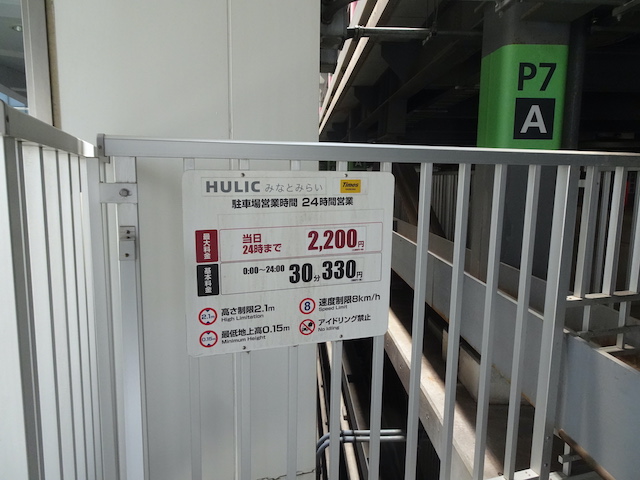 P7
A
HULIC みなとみらい
Times
駐車場営業時間 24時間営業
最大料金
当日
24時まで
2,200円
基本料金
0:00～24:00 30分330円
2.1m
高さ制限2.1m
High Limitation
8
速度制限8km/h
Speed Limit
0.15m
最低地上高0.15m
Minimum Height
アイドリング禁止
No Idling